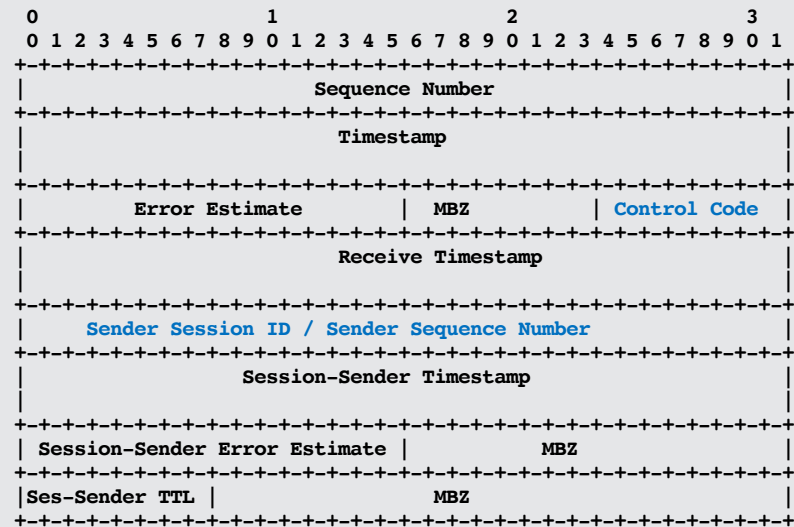 0                   1                   2                   3
 0 1 2 3 4 5 6 7 8 9 0 1 2 3 4 5 6 7 8 9 0 1 2 3 4 5 6 7 8 9 0 1
+-+-+-+-+-+-+-+-+-+-+-+-+-+-+-+-+-+-+-+-+-+-+-+-+-+-+-+-+-+-+-+-+
|                        Sequence Number                        |
+-+-+-+-+-+-+-+-+-+-+-+-+-+-+-+-+-+-+-+-+-+-+-+-+-+-+-+-+-+-+-+-+
|                          Timestamp                            |
|                                                               |
+-+-+-+-+-+-+-+-+-+-+-+-+-+-+-+-+-+-+-+-+-+-+-+-+-+-+-+-+-+-+-+-+
|         Error Estimate        |  MBZ          | Control Code  |
+-+-+-+-+-+-+-+-+-+-+-+-+-+-+-+-+-+-+-+-+-+-+-+-+-+-+-+-+-+-+-+-+
|                          Receive Timestamp                    |
|                                                               |
+-+-+-+-+-+-+-+-+-+-+-+-+-+-+-+-+-+-+-+-+-+-+-+-+-+-+-+-+-+-+-+-+
|     Sender Session ID / Sender Sequence Number                |
+-+-+-+-+-+-+-+-+-+-+-+-+-+-+-+-+-+-+-+-+-+-+-+-+-+-+-+-+-+-+-+-+
|                  Session-Sender Timestamp                     |
|                                                               |
+-+-+-+-+-+-+-+-+-+-+-+-+-+-+-+-+-+-+-+-+-+-+-+-+-+-+-+-+-+-+-+-+
| Session-Sender Error Estimate |           MBZ                 |
+-+-+-+-+-+-+-+-+-+-+-+-+-+-+-+-+-+-+-+-+-+-+-+-+-+-+-+-+-+-+-+-+
|Ses-Sender TTL |                  MBZ                          |
+-+-+-+-+-+-+-+-+-+-+-+-+-+-+-+-+-+-+-+-+-+-+-+-+-+-+-+-+-+-+-+-+